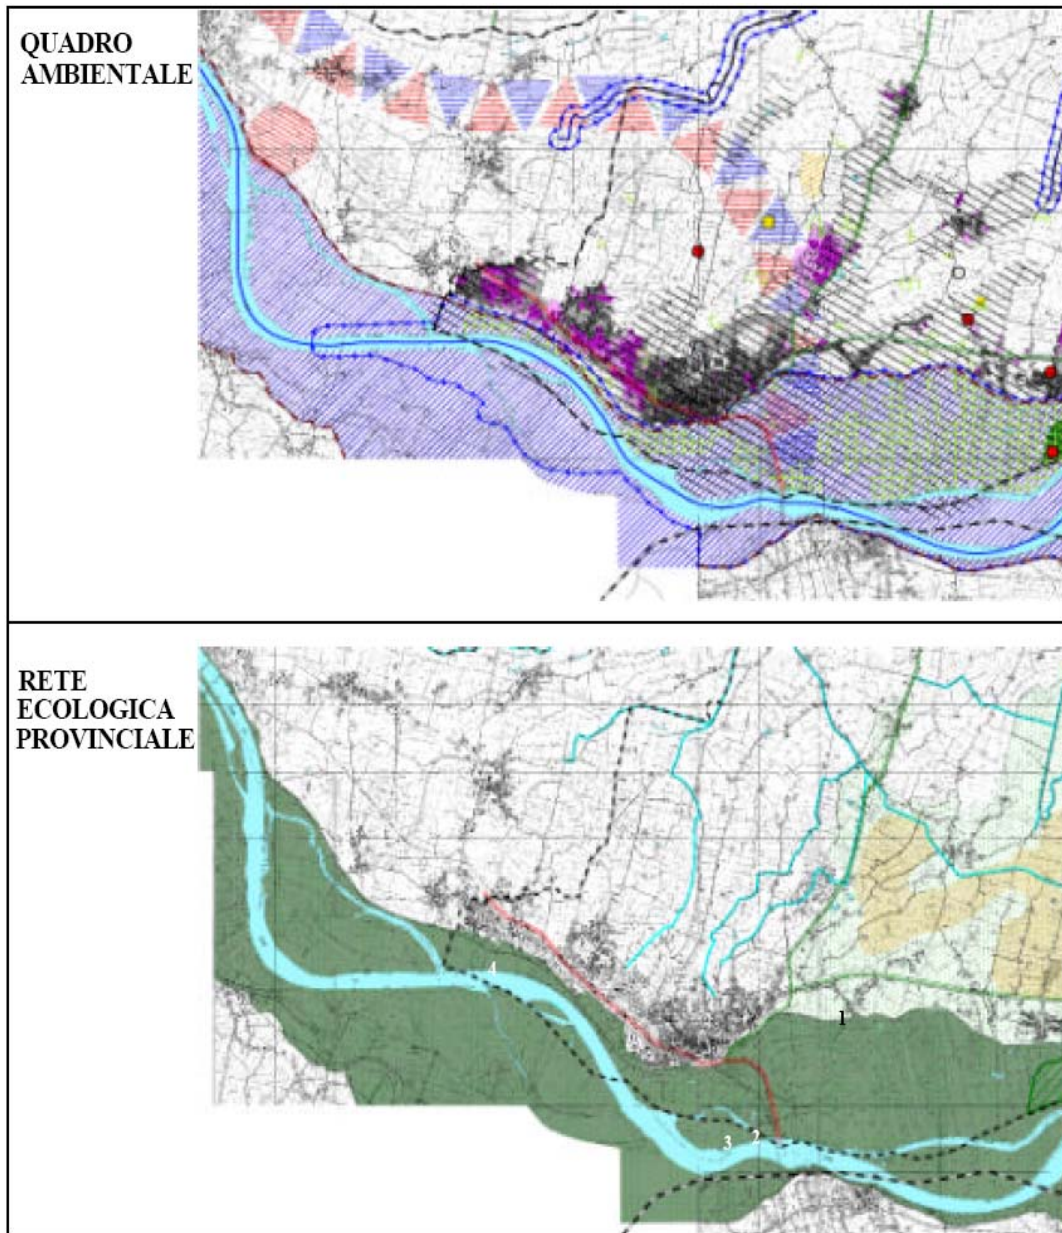 QUADRO
AMBIENTALE
RETE
ECOLOGICA
PROVINCIALE
4
1
3
2